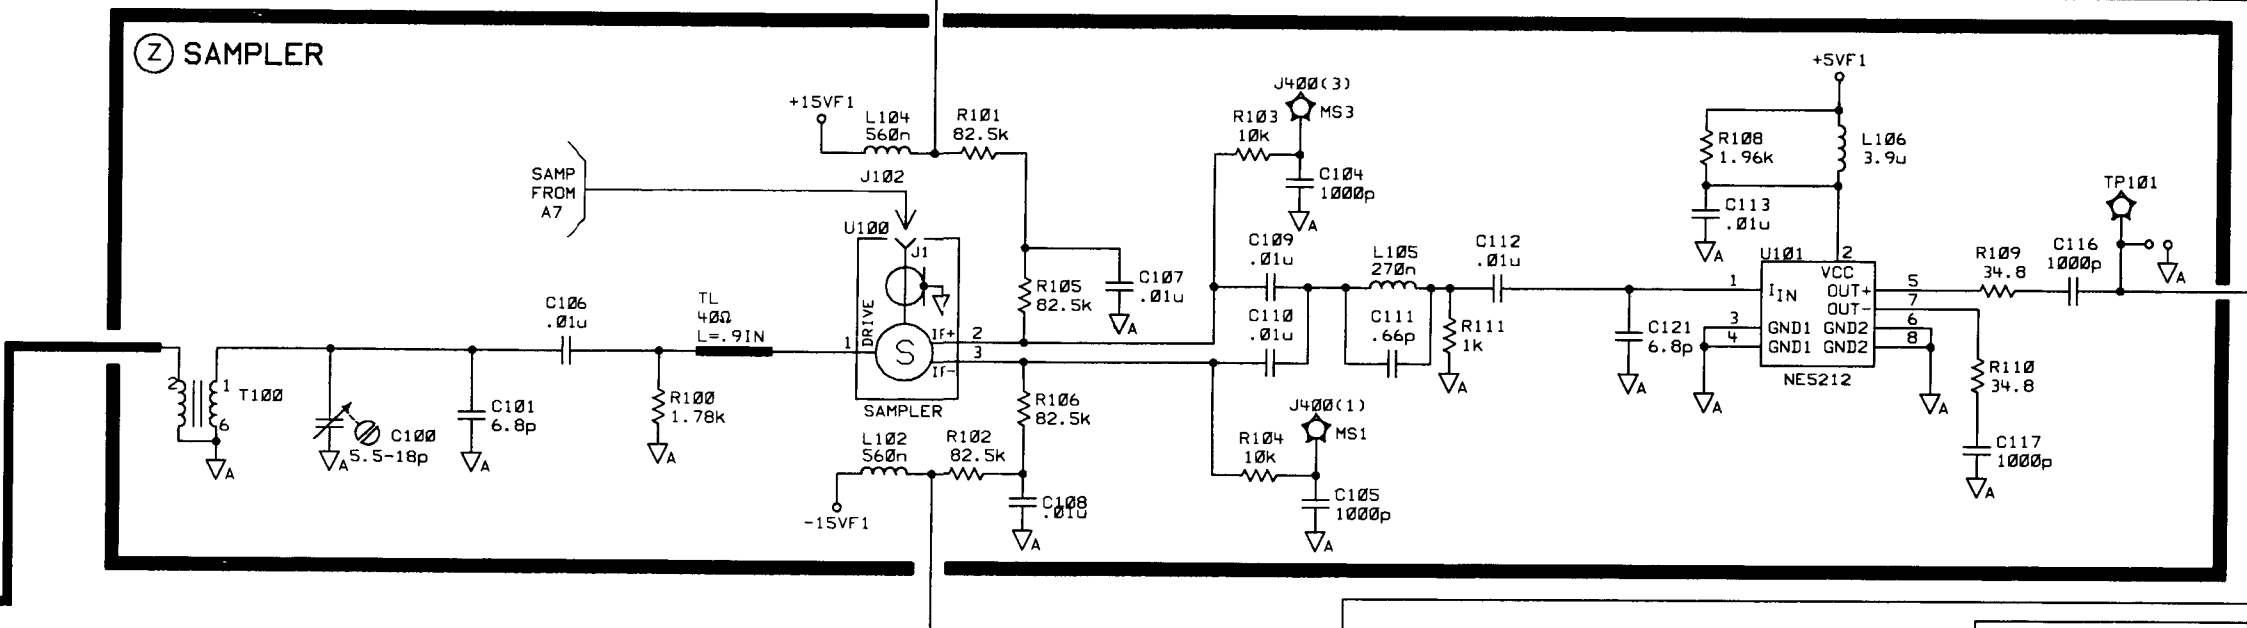 Z SAMPLER
+15VF1
L104
560n
R101
82.5k
SAMP
FROM
A7
J102
U100
J1
DRIVE
1
IF+
2
3
IF-
S
SAMPLER
C106
.01u
TL
40Ω
L=.9IN
2
1
T100
6
A
C100
5.5-18p
A
C101
6.8p
A
R100
1.78k
A
L102
560n
R102
82.5k
-15VF1
R105
82.5k
C107
.01u
A
R106
82.5k
C108
.01u
A
J400(3)
MS3
R103
10k
C104
1000p
A
C109
.01u
C110
.01u
L105
270n
C111
.66p
C112
.01u
R111
1k
A
J400(1)
MS1
R104
10k
C105
1000p
A
C121
6.8p
A
+5VF1
R108
1.96k
L106
3.9u
C113
.01u
A
U101
2
VCC
1
IIN
OUT+
5
OUT-
7
3
GND1
GND2
6
4
GND1
GND2
8
NE5212
A
A
R109
34.8
C116
1000p
TP101
A
R110
34.8
C117
1000p
A